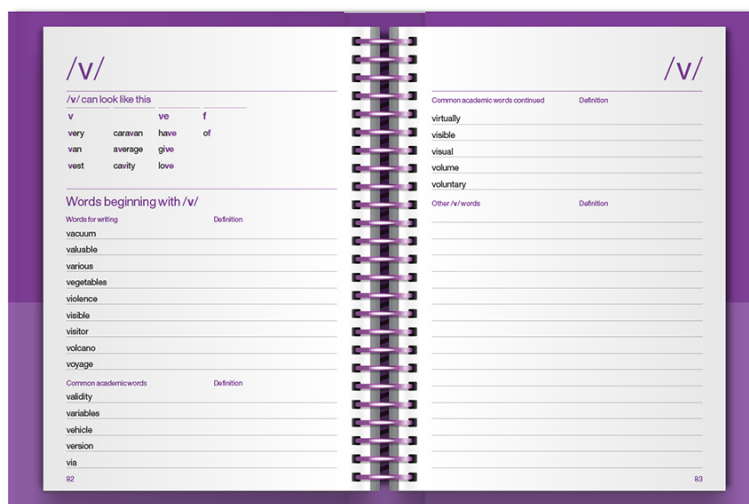 /v/
/v/ can look like this
v ve f
very caravan have of
van average give
vest cavity love
Words beginning with /v/
Words for writing Definition
vacuum
valuable
various
vegetables
violence
visible
visitor
volcano
voyage
Common academic words Definition
validity
variables
vehicle
version
via
82
/v/
Common academic words continued Definition
virtually
visible
visual
volume
voluntary
Other /v/ words Definition
83